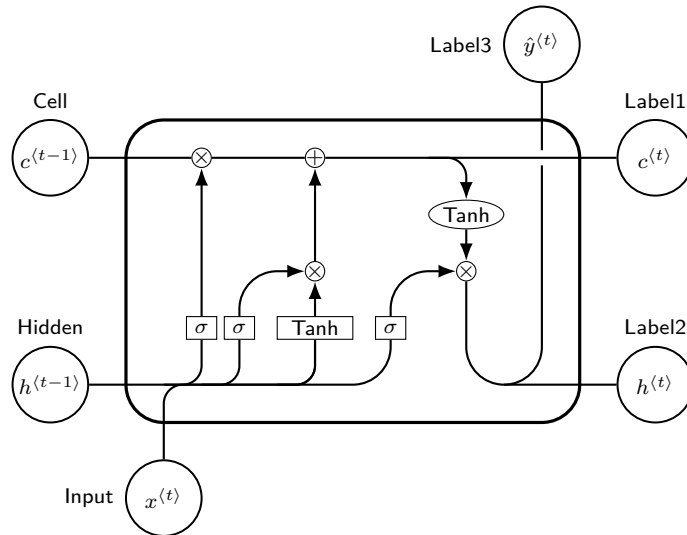 Label3
ŷ⟨t⟩
Cell
Label1
c⟨t−1⟩
×
+
c⟨t⟩
Tanh
×
×
Hidden
σ
σ
Tanh
σ
Label2
h⟨t−1⟩
h⟨t⟩
Input
x⟨t⟩